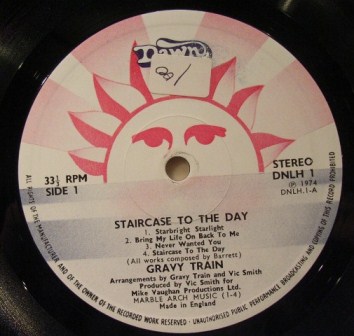 Dawn
33⅓ RPM
SIDE 1
STEREO
DNLH 1
℗ 1974
DNLH.1-A
STAIRCASE TO THE DAY
1. Starbright Starlight
2. Bring My Life On Back To Me
3. Never Wanted You
4. Staircase To The Day
(All works composed by Barrett)
GRAVY TRAIN
Arrangements by Gravy Train and Vic Smith
Produced by Vic Smith for
Mike Vaughan Productions Ltd.
MARBLE ARCH MUSIC (1-4)
Made in England
ALL RIGHTS OF THE MANUFACTURER AND OF THE OWNER OF THE RECORDED WORK RESERVED · UNAUTHORISED PUBLIC PERFORMANCE BROADCASTING AND COPYING OF THIS RECORD PROHIBITED